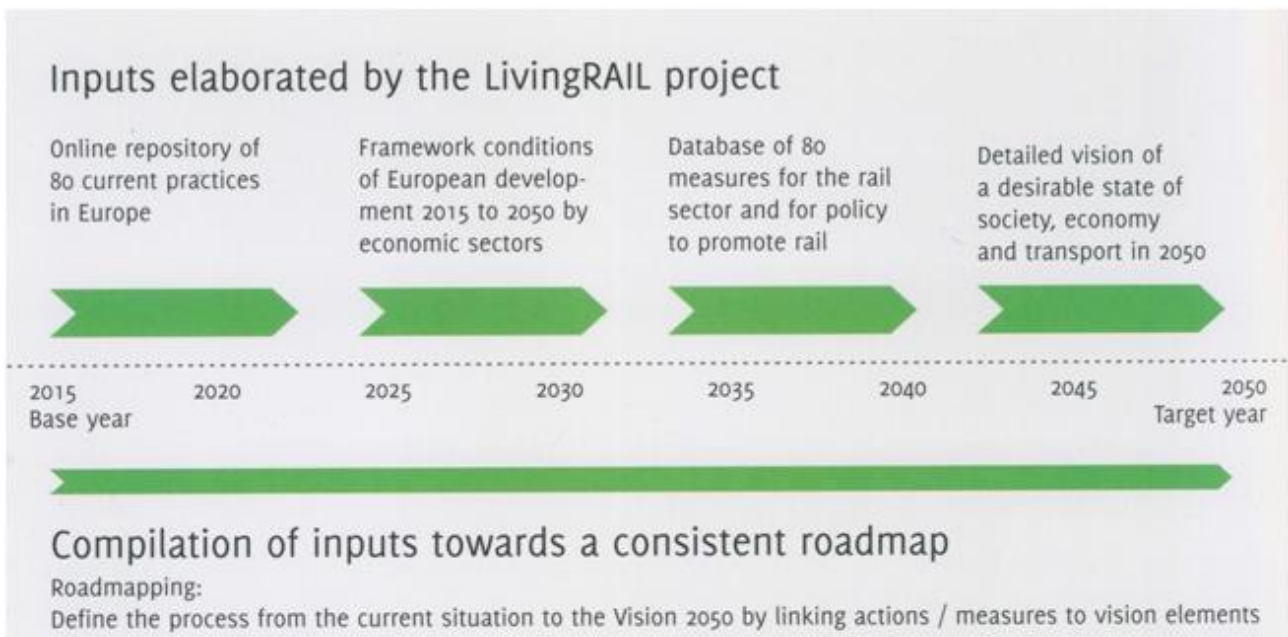 Inputs elaborated by the LivingRAIL project
Online repository of
80 current practices
in Europe
Framework conditions
of European develop-
ment 2015 to 2050 by
economic sectors
Database of 80
measures for the rail
sector and for policy
to promote rail
Detailed vision of
a desirable state of
society, economy
and transport in 2050
2015 2020 2025 2030 2035 2040 2045 2050
Base year Target year
Compilation of inputs towards a consistent roadmap
Roadmapping:
Define the process from the current situation to the Vision 2050 by linking actions / measures to vision elements